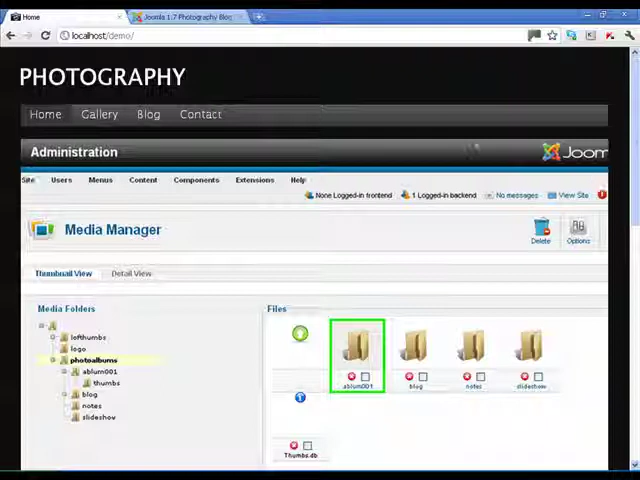 Home
Joomla 1.7 Photography Blog
localhost/demo/
PHOTOGRAPHY
Home Gallery Blog Contact
Administration
Joom
Site Users Menus Content Components Extensions Help
None Logged-in frontend 1 Logged-in backend No messages View Site
Media Manager
Delete Options
Thumbnail View Detail View
Media Folders
Files
lofthumbs
logo
photoalbums
ablum001
thumbs
blog
notes
slideshow
ablum001 blog notes slideshow
Thumbs.db